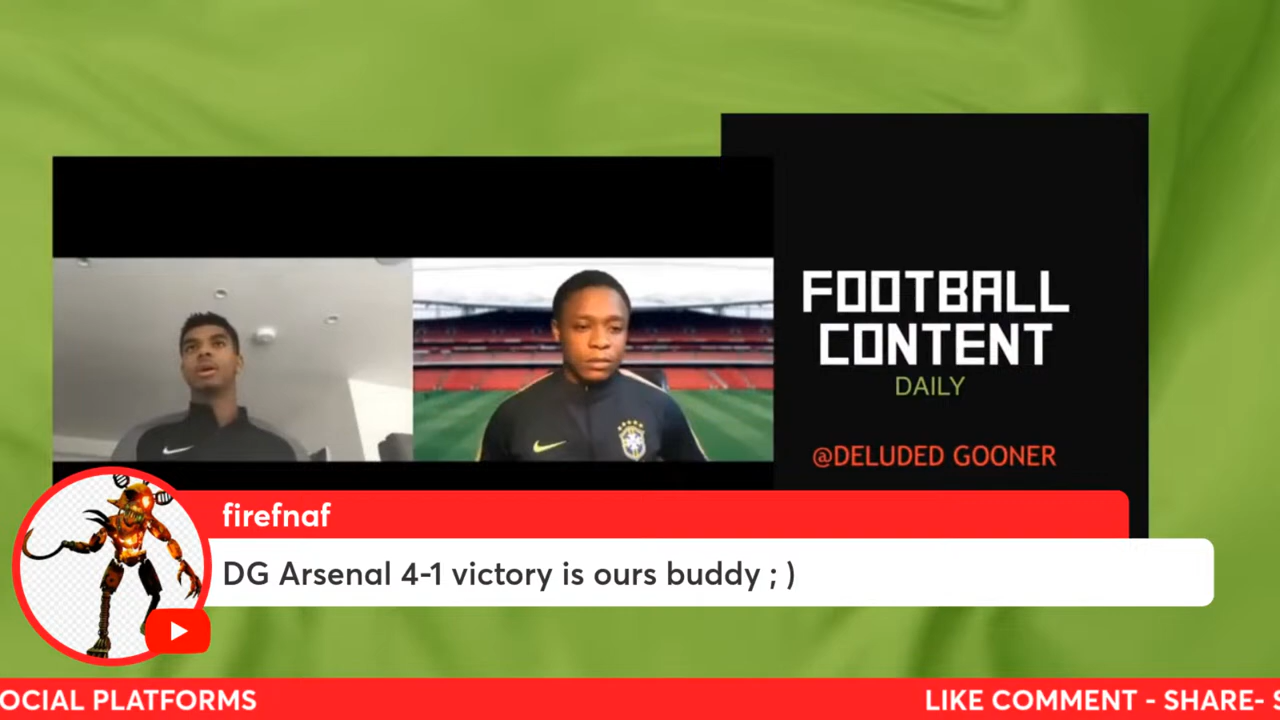 FOOTBALL
CONTENT
DAILY
@DELUDED GOONER
firefnaf
DG Arsenal 4-1 victory is ours buddy ; )
OCIAL PLATFORMS
LIKE COMMENT - SHARE- S